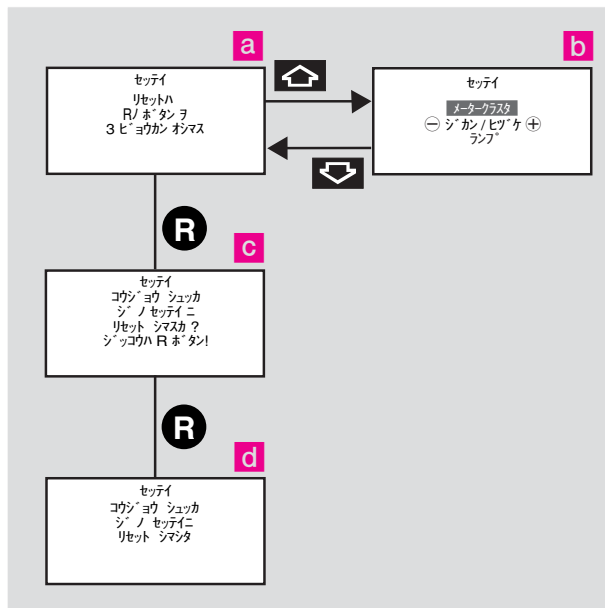 a
セッテイ
リセットハ
Rノ ボタン ヲ
3 ビョウカン オシマス
b
セッテイ
メータークラスタ
⊖ ジカン / ヒヅケ ⊕
ランプ
R
c
セッテイ
コウジョウ シュッカ
ジ ノ セッテイ ニ
リセット シマスカ ?
ジッコウハ R ボタン!
R
d
セッテイ
コウジョウ シュッカ
ジ ノ セッテイニ
リセット シマシタ